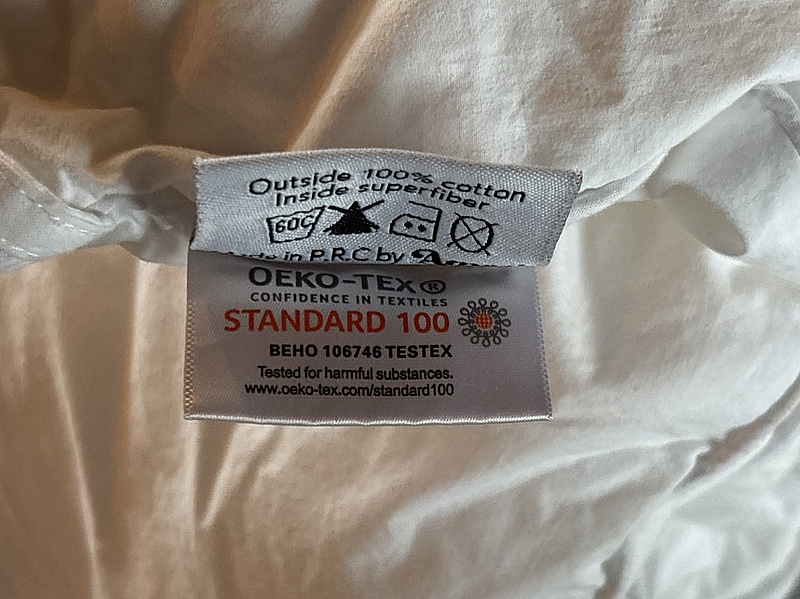 Outside 100% cotton
Inside superfiber
60C
in P.R.C by
OEKO-TEX®
CONFIDENCE IN TEXTILES
STANDARD 100
BEHO 106746 TESTEX
Tested for harmful substances.
www.oeko-tex.com/standard100